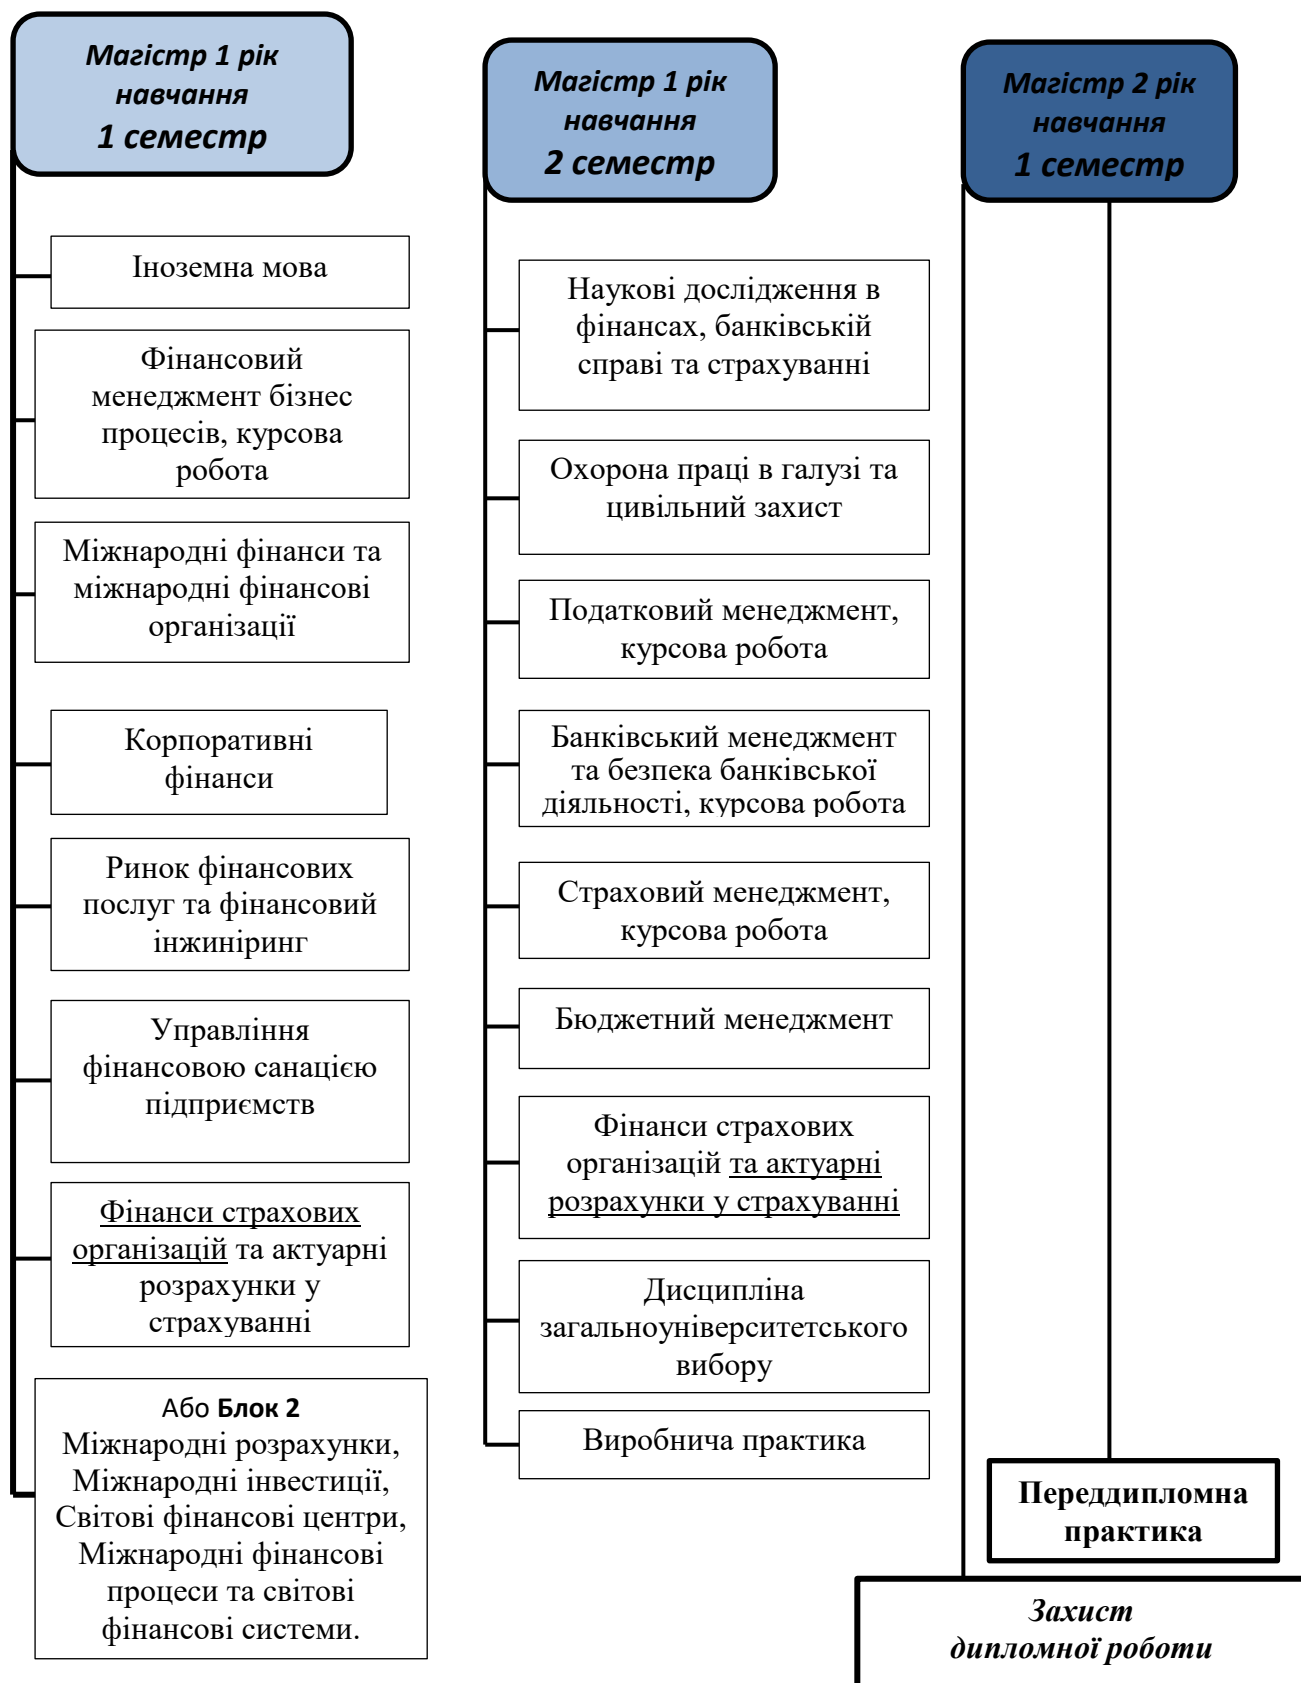 Магістр 1 рік
навчання
1 семестр
Іноземна мова
Фінансовий
менеджмент бізнес
процесів, курсова
робота
Міжнародні фінанси та
міжнародні фінансові
організації
Корпоративні
фінанси
Ринок фінансових
послуг та фінансовий
інжиніринг
Управління
фінансовою санацією
підприємств
Фінанси страхових
організацій та актуарні
розрахунки у
страхуванні
Або Блок 2
Міжнародні розрахунки,
Міжнародні інвестиції,
Світові фінансові центри,
Міжнародні фінансові
процеси та світові
фінансові системи.
Магістр 1 рік
навчання
2 семестр
Наукові дослідження в
фінансах, банківській
справі та страхуванні
Охорона праці в галузі та
цивільний захист
Податковий менеджмент,
курсова робота
Банківський менеджмент
та безпека банківської
діяльності, курсова робота
Страховий менеджмент,
курсова робота
Бюджетний менеджмент
Фінанси страхових
організацій та актуарні
розрахунки у страхуванні
Дисципліна
загальноуніверситетського
вибору
Виробнича практика
Магістр 2 рік
навчання
1 семестр
Переддипломна
практика
Захист
дипломної роботи